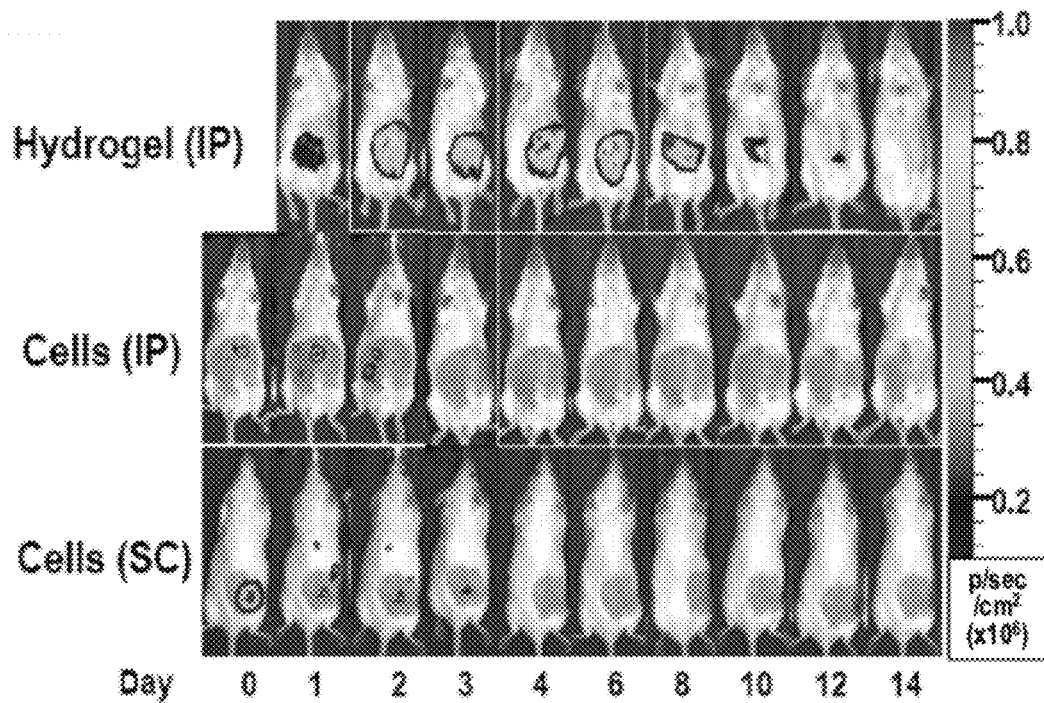 1.0
Hydrogel (IP)
0.8
0.6
Cells (IP)
0.4
0.2
Cells (SC)
p/sec
/cm²
(x10⁶)
Day 0 1 2 3 4 6 8 10 12 14